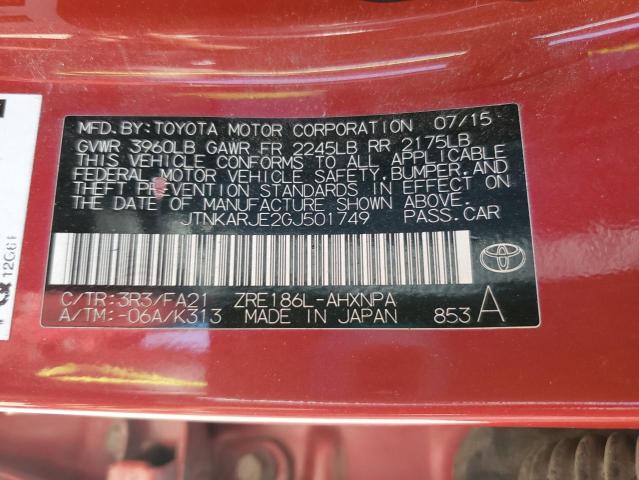 MFD.BY:TOYOTA MOTOR CORPORATION 07/15
GVWR 3960LB GAWR FR 2245LB RR 2175LB
THIS VEHICLE CONFORMS TO ALL APPLICABLE
FEDERAL MOTOR VEHICLE SAFETY, BUMPER, AND
THEFT PREVENTION STANDARDS IN EFFECT ON
THE DATE OF MANUFACTURE SHOWN ABOVE.
JTNKARJE2GJ501749 PASS.CAR
C/TR:3R3/FA21 ZRE186L-AHXNPA
A/TM:-06A/K313 MADE IN JAPAN 853 A